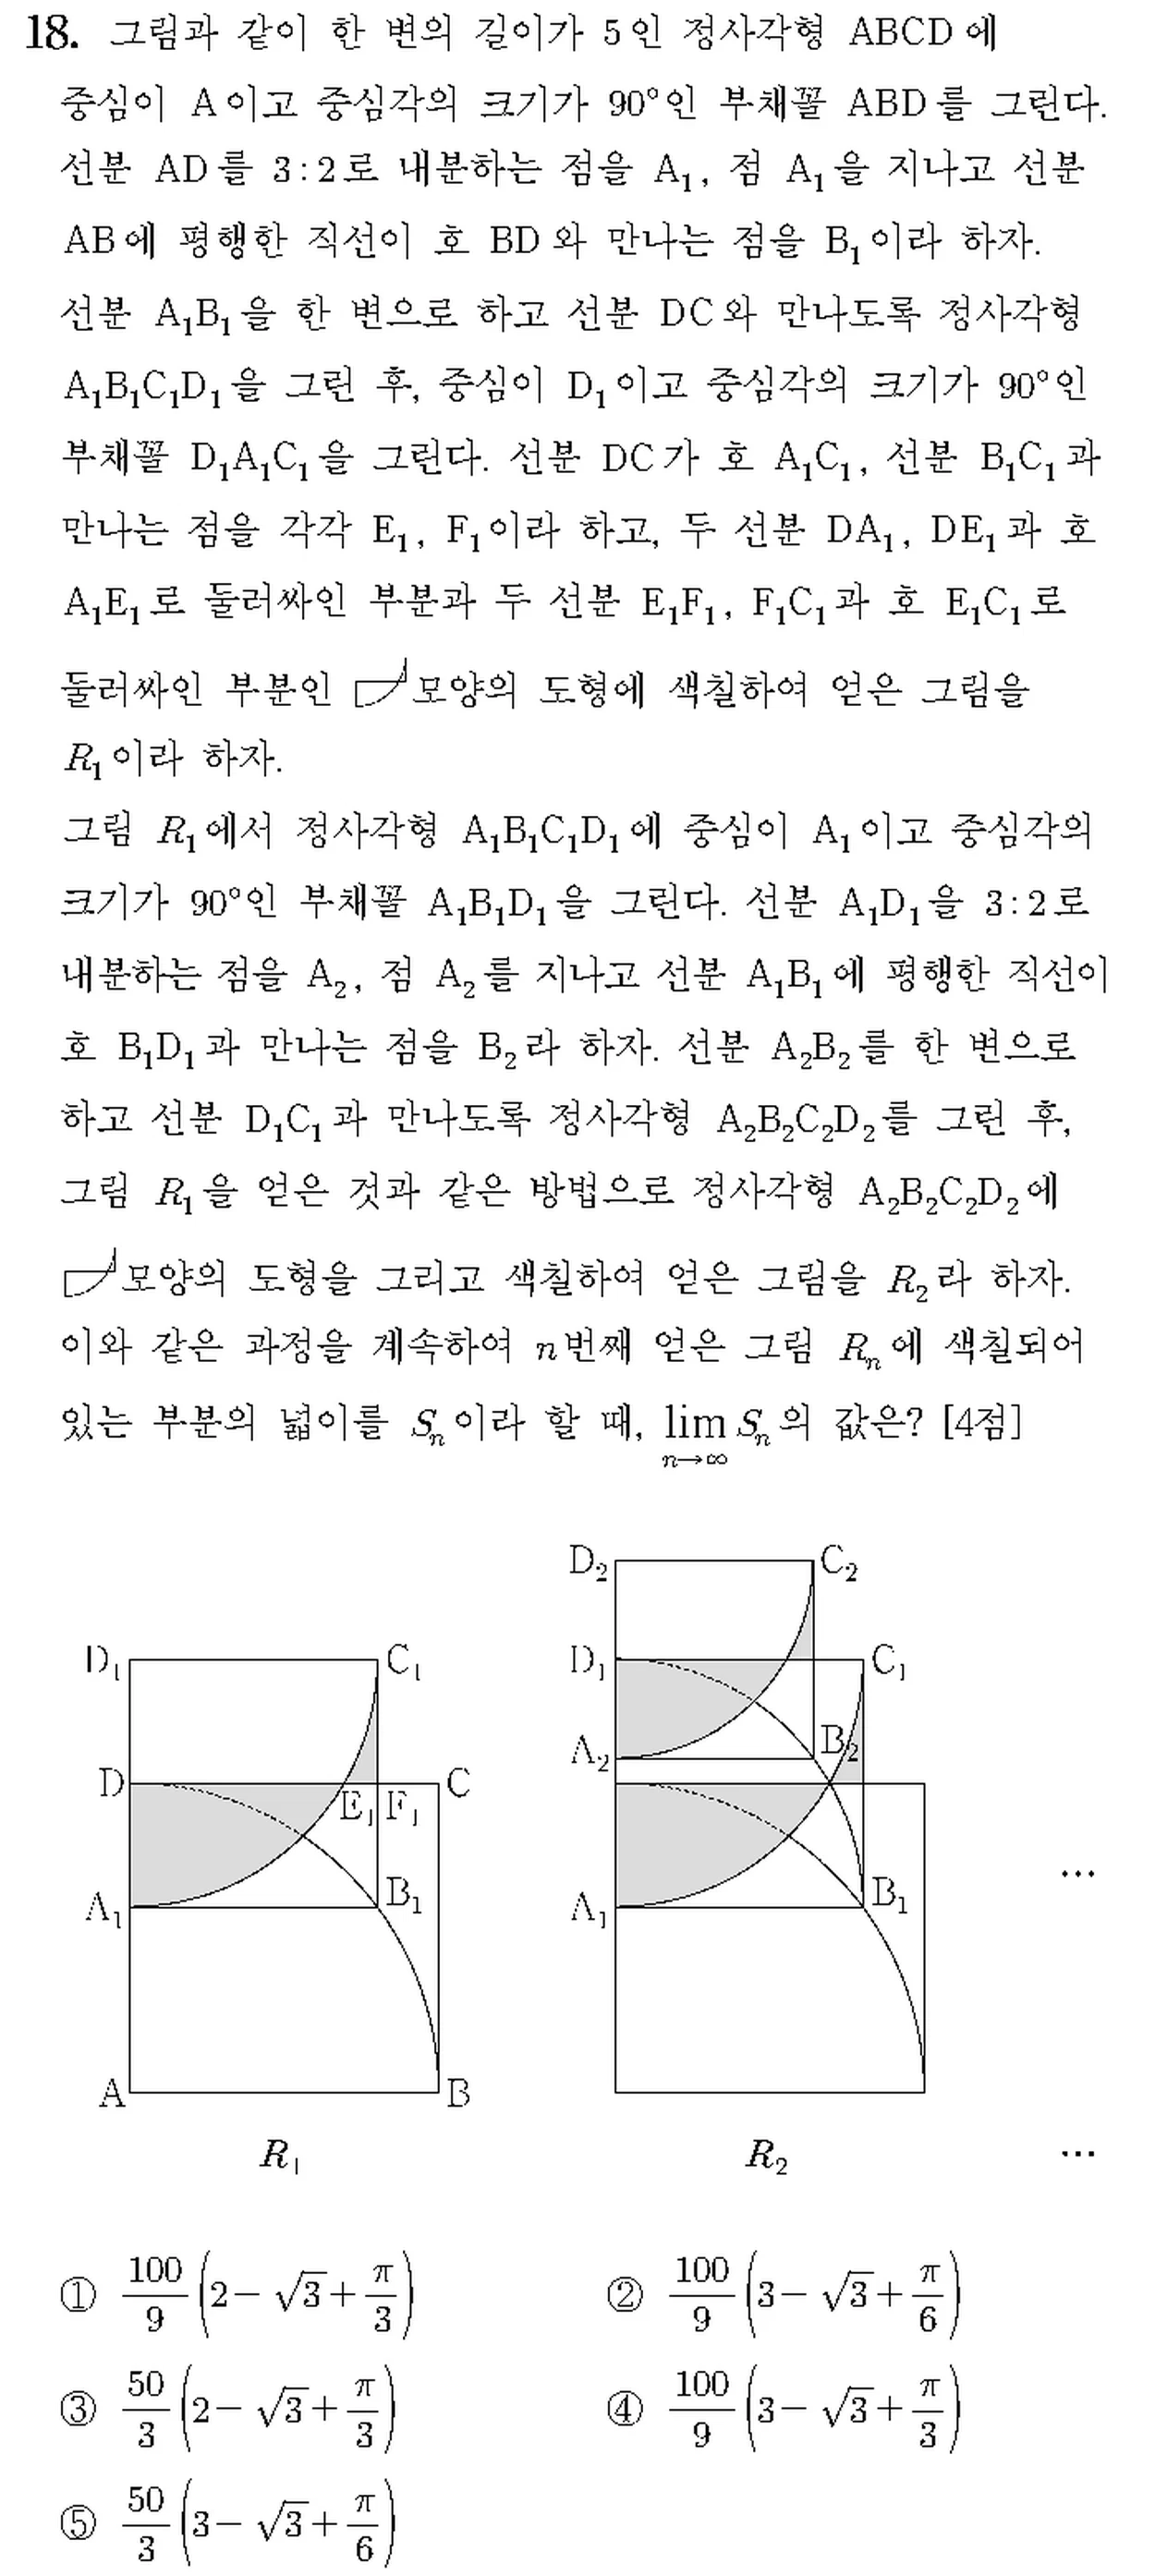 18. 그림과 같이 한 변의 길이가 5인 정사각형 ABCD에
중심이 A이고 중심각의 크기가 90°인 부채꼴 ABD를 그린다.
선분 AD를 3:2로 내분하는 점을 A₁, 점 A₁을 지나고 선분
AB에 평행한 직선이 호 BD와 만나는 점을 B₁이라 하자.
선분 A₁B₁을 한 변으로 하고 선분 DC와 만나도록 정사각형
A₁B₁C₁D₁을 그린 후, 중심이 D₁이고 중심각의 크기가 90°인
부채꼴 D₁A₁C₁을 그린다. 선분 DC가 호 A₁C₁, 선분 B₁C₁과
만나는 점을 각각 E₁, F₁이라 하고, 두 선분 DA₁, DE₁과 호
A₁E₁로 둘러싸인 부분과 두 선분 E₁F₁, F₁C₁과 호 E₁C₁로
둘러싸인 부분인 모양의 도형에 색칠하여 얻은 그림을
R₁이라 하자.
그림 R₁에서 정사각형 A₁B₁C₁D₁에 중심이 A₁이고 중심각의
크기가 90°인 부채꼴 A₁B₁D₁을 그린다. 선분 A₁D₁을 3:2로
내분하는 점을 A₂, 점 A₂를 지나고 선분 A₁B₁에 평행한 직선이
호 B₁D₁과 만나는 점을 B₂라 하자. 선분 A₂B₂를 한 변으로
하고 선분 D₁C₁과 만나도록 정사각형 A₂B₂C₂D₂를 그린 후,
그림 R₁을 얻은 것과 같은 방법으로 정사각형 A₂B₂C₂D₂에
모양의 도형을 그리고 색칠하여 얻은 그림을 R₂라 하자.
이와 같은 과정을 계속하여 n번째 얻은 그림 Rₙ에 색칠되어
있는 부분의 넓이를 Sₙ이라 할 때, lim n→∞ Sₙ의 값은? [4점]
D₂ C₂
D₁ C₁ D₁ C₁
A₂ B₂
D E₁ F₁ C
A₁ B₁ A₁ B₁ …
A B
R₁ R₂ …
① 100/9 (2-√3+π/3) ② 100/9 (3-√3+π/6)
③ 50/3 (2-√3+π/3) ④ 100/9 (3-√3+π/3)
⑤ 50/3 (3-√3+π/6)